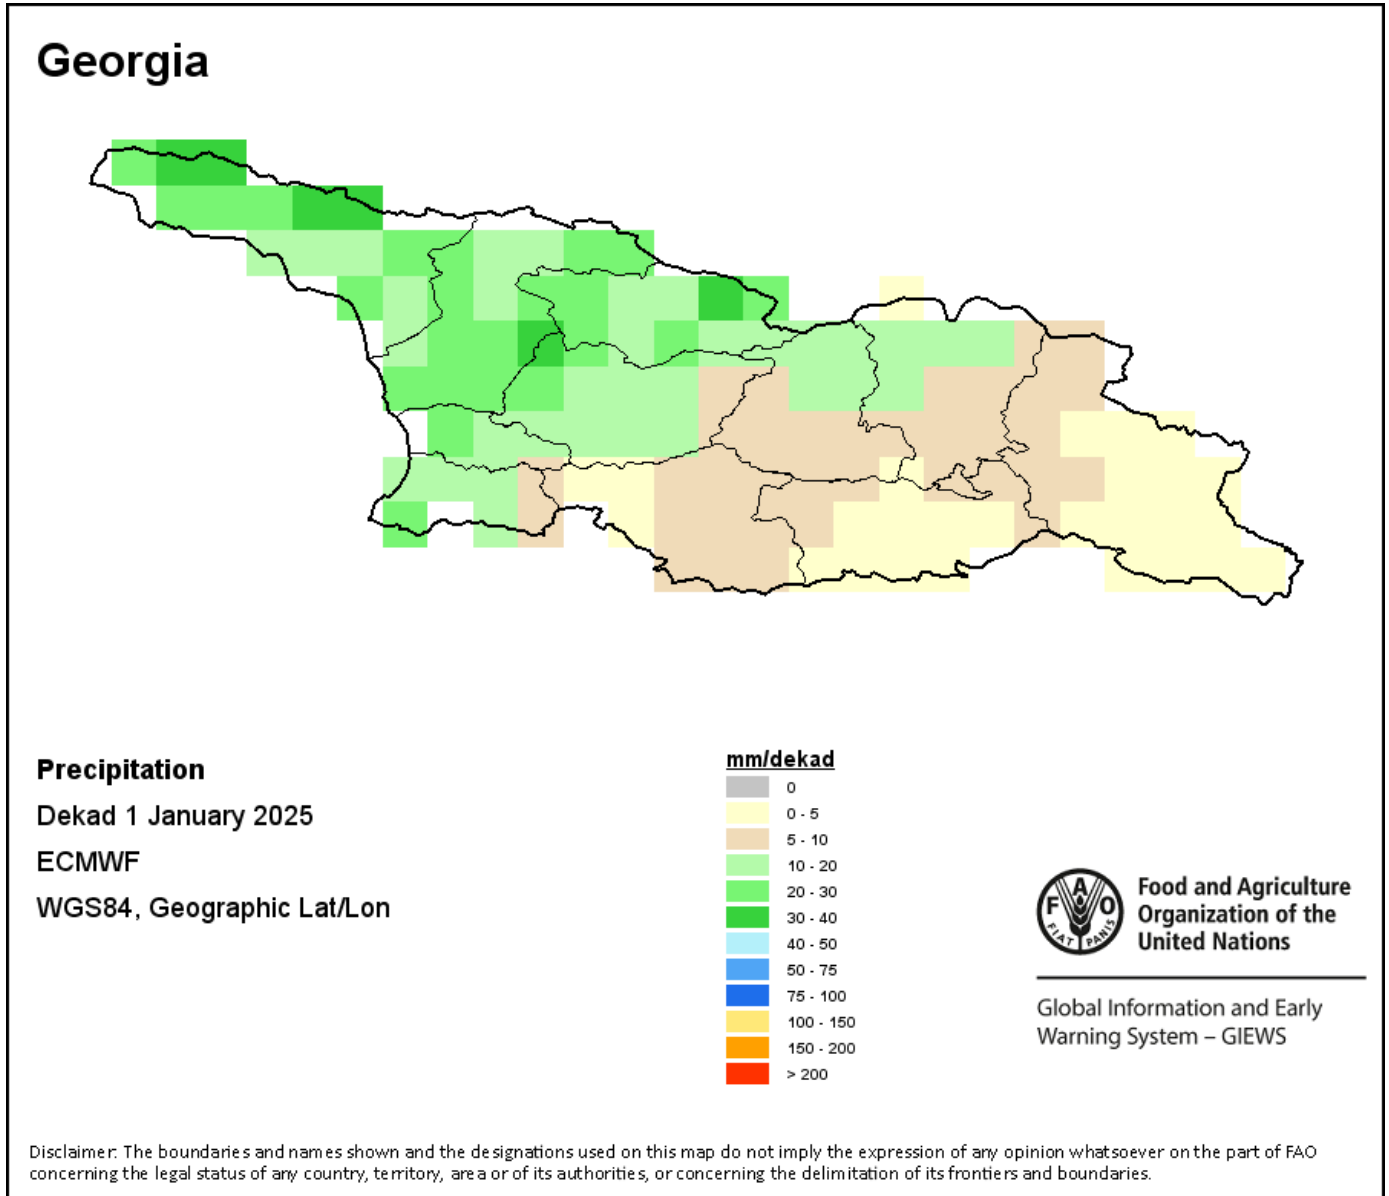 Georgia
Precipitation
Dekad 1 January 2025
ECMWF
WGS84, Geographic Lat/Lon
mm/dekad
0
0 - 5
5 - 10
10 - 20
20 - 30
30 - 40
40 - 50
50 - 75
75 - 100
100 - 150
150 - 200
> 200
F A O
FIAT PANIS
Food and Agriculture
Organization of the
United Nations
Global Information and Early
Warning System – GIEWS
Disclaimer: The boundaries and names shown and the designations used on this map do not imply the expression of any opinion whatsoever on the part of FAO
concerning the legal status of any country, territory, area or of its authorities, or concerning the delimitation of its frontiers and boundaries.